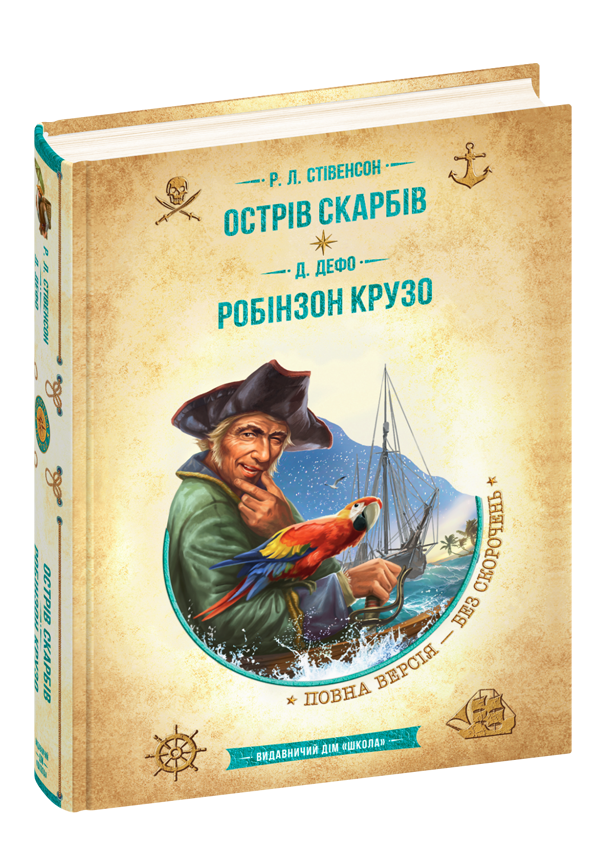 Р. Л. СТІВЕНСОН
ОСТРІВ СКАРБІВ
Д. ДЕФО
РОБІНЗОН КРУЗО
ПОВНА ВЕРСІЯ — БЕЗ СКОРОЧЕНЬ
ВИДАВНИЧИЙ ДІМ «ШКОЛА»
Р. Л. СТІВЕНСОН
Д. ДЕФО
ОСТРІВ СКАРБІВ
РОБІНЗОН КРУЗО